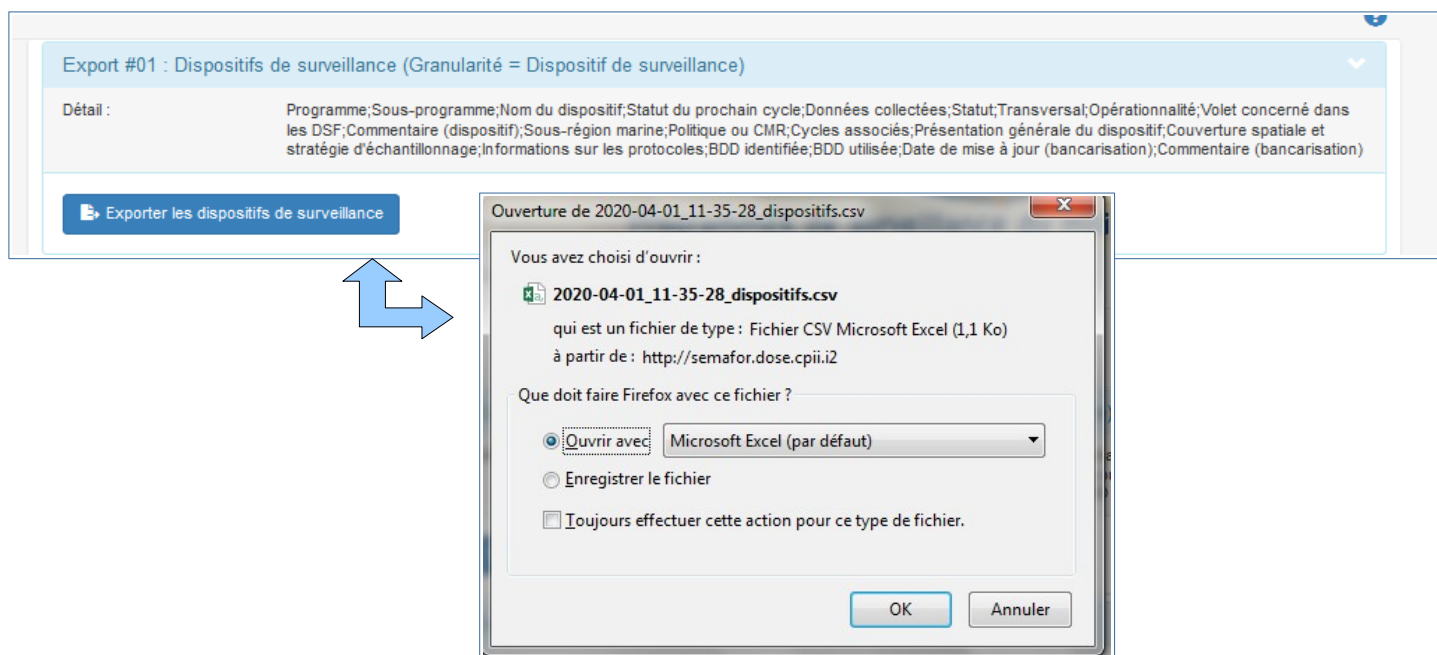 Export #01 : Dispositifs de surveillance (Granularité = Dispositif de surveillance)
Détail :
Programme;Sous-programme;Nom du dispositif;Statut du prochain cycle;Données collectées;Statut;Transversal;Opérationnalité;Volet concerné dans
les DSF;Commentaire (dispositif);Sous-région marine;Politique ou CMR;Cycles associés;Présentation générale du dispositif;Couverture spatiale et
stratégie d'échantillonnage;Informations sur les protocoles;BDD identifiée;BDD utilisée;Date de mise à jour (bancarisation);Commentaire (bancarisation)
Exporter les dispositifs de surveillance
Ouverture de 2020-04-01_11-35-28_dispositifs.csv
Vous avez choisi d'ouvrir :
2020-04-01_11-35-28_dispositifs.csv
qui est un fichier de type : Fichier CSV Microsoft Excel (1,1 Ko)
à partir de : http://semafor.dose.cpii.i2
Que doit faire Firefox avec ce fichier ?
Ouvrir avec
Microsoft Excel (par défaut)
Enregistrer le fichier
Toujours effectuer cette action pour ce type de fichier.
OK
Annuler